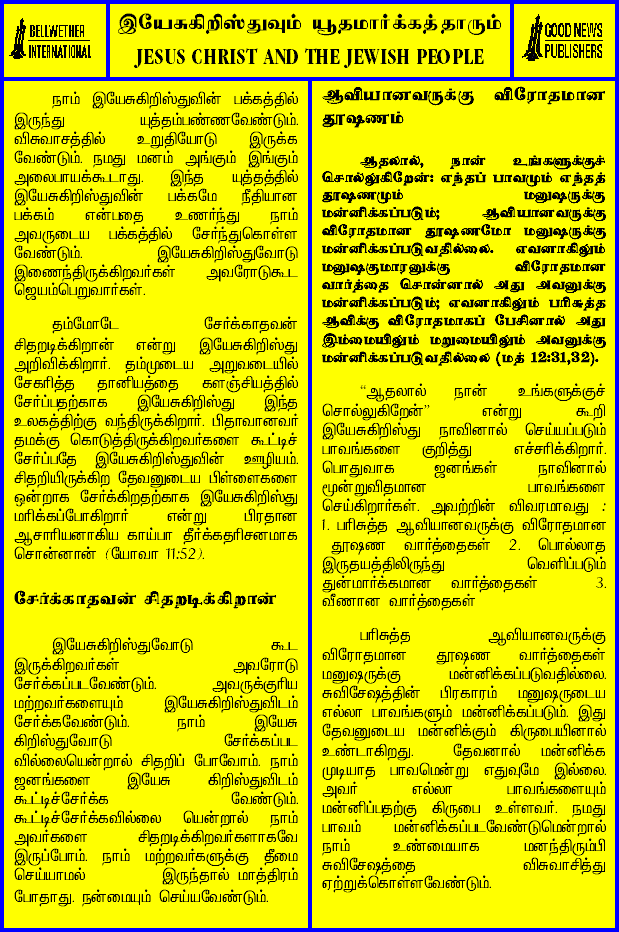 BELLWETHER
INTERNATIONAL
இயேசுகிறிஸ்துவும் யூதமார்க்கத்தாரும்
JESUS CHRIST AND THE JEWISH PEOPLE
GOOD NEWS
PUBLISHERS
நாம் இயேசுகிறிஸ்துவின் பக்கத்தில்
இருந்து யுத்தம்பண்ணவேண்டும்.
விசுவாசத்தில் உறுதியோடு இருக்க
வேண்டும். நமது மனம் அங்கும் இங்கும்
அலைபாயக்கூடாது. இந்த யுத்தத்தில்
இயேசுகிறிஸ்துவின் பக்கமே நீதியான
பக்கம் என்பதை உணர்ந்து நாம்
அவருடைய பக்கத்தில் சேர்ந்துகொள்ள
வேண்டும். இயேசுகிறிஸ்துவோடு
இணைந்திருக்கிறவர்கள் அவரோடுகூட
ஜெயம்பெறுவார்கள்.
தம்மோடே சேர்க்காதவன்
சிதறடிக்கிறான் என்று இயேசுகிறிஸ்து
அறிவிக்கிறார். தம்முடைய அறுவடையில்
சேகரித்த தானியத்தை களஞ்சியத்தில்
சேர்ப்பதற்காக இயேசுகிறிஸ்து இந்த
உலகத்திற்கு வந்திருக்கிறார். பிதாவானவர்
தமக்கு கொடுத்திருக்கிறவர்களை கூட்டிச்
சேர்ப்பதே இயேசுகிறிஸ்துவின் ஊழியம்.
சிதறியிருக்கிற தேவனுடைய பிள்ளைகளை
ஒன்றாக சேர்க்கிறதற்காக இயேசுகிறிஸ்து
மரிக்கப்போகிறார் என்று பிரதான
ஆசாரியனாகிய காய்பா தீர்க்கதரிசனமாக
சொன்னான் (யோவா 11:52).
சேர்க்காதவன் சிதறடிக்கிறான்
இயேசுகிறிஸ்துவோடு கூட
இருக்கிறவர்கள் அவரோடு
சேர்க்கப்படவேண்டும். அவருக்குரிய
மற்றவர்களையும் இயேசுகிறிஸ்துவிடம்
சேர்க்கவேண்டும். நாம் இயேசு
கிறிஸ்துவோடு சேர்க்கப்பட
வில்லையென்றால் சிதறிப் போவோம். நாம்
ஜனங்களை இயேசு கிறிஸ்துவிடம்
கூட்டிச்சேர்க்க வேண்டும்.
கூட்டிச்சேர்க்கவில்லை யென்றால் நாம்
அவர்களை சிதறடிக்கிறவர்களாகவே
இருப்போம். நாம் மற்றவர்களுக்கு தீமை
செய்யாமல் இருந்தால் மாத்திரம்
போதாது. நன்மையும் செய்யவேண்டும்.
ஆவியானவருக்கு விரோதமான
தூஷணம்
ஆதலால், நான் உங்களுக்குச்
சொல்லுகிறேன்: எந்தப் பாவமும் எந்தத்
தூஷணமும் மனுஷருக்கு
மன்னிக்கப்படும்; ஆவியானவருக்கு
விரோதமான தூஷணமோ மனுஷருக்கு
மன்னிக்கப்படுவதில்லை. எவனாகிலும்
மனுஷகுமாரனுக்கு விரோதமான
வார்த்தை சொன்னால் அது அவனுக்கு
மன்னிக்கப்படும்; எவனாகிலும் பரிசுத்த
ஆவிக்கு விரோதமாகப் பேசினால் அது
இம்மையிலும் மறுமையிலும் அவனுக்கு
மன்னிக்கப்படுவதில்லை (மத் 12:31,32).
“ஆதலால் நான் உங்களுக்குச்
சொல்லுகிறேன்” என்று கூறி
இயேசுகிறிஸ்து நாவினால் செய்யப்படும்
பாவங்களை குறித்து எச்சரிக்கிறார்.
பொதுவாக ஜனங்கள் நாவினால்
மூன்றுவிதமான பாவங்களை
செய்கிறார்கள். அவற்றின் விவரமாவது :
1. பரிசுத்த ஆவியானவருக்கு விரோதமான
தூஷண வார்த்தைகள் 2. பொல்லாத
இருதயத்திலிருந்து வெளிப்படும்
துன்மார்க்கமான வார்த்தைகள் 3.
வீணான வார்த்தைகள்
பரிசுத்த ஆவியானவருக்கு
விரோதமான தூஷண வார்த்தைகள்
மனுஷருக்கு மன்னிக்கப்படுவதில்லை.
சுவிசேஷத்தின் பிரகாரம் மனுஷருடைய
எல்லா பாவங்களும் மன்னிக்கப்படும். இது
தேவனுடைய மன்னிக்கும் கிருபையினால்
உண்டாகிறது. தேவனால் மன்னிக்க
முடியாத பாவமென்று எதுவுமே இல்லை.
அவர் எல்லா பாவங்களையும்
மன்னிப்பதற்கு கிருபை உள்ளவர். நமது
பாவம் மன்னிக்கப்படவேண்டுமென்றால்
நாம் உண்மையாக மனந்திரும்பி
சுவிசேஷத்தை விசுவாசித்து
ஏற்றுக்கொள்ளவேண்டும்.